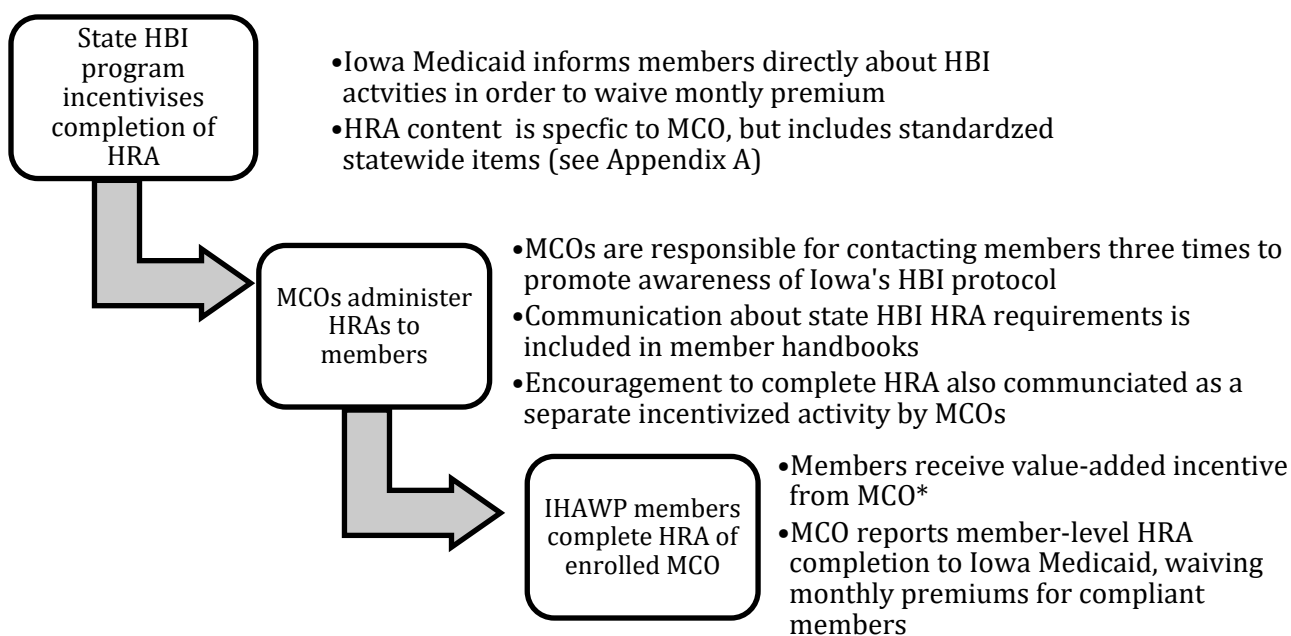 State HBI
program
incentivises
completion of
HRA
•Iowa Medicaid informs members directly about HBI
actvities in order to waive montly premium
•HRA content is specfic to MCO, but includes standardzed
statewide items (see Appendix A)
MCOs administer
HRAs to
members
•MCOs are responsible for contacting members three times to
promote awareness of Iowa's HBI protocol
•Communication about state HBI HRA requirements is
included in member handbooks
•Encouragement to complete HRA also communciated as a
separate incentivized activity by MCOs
IHAWP members
complete HRA of
enrolled MCO
•Members receive value-added incentive
from MCO*
•MCO reports member-level HRA
completion to Iowa Medicaid, waiving
monthly premiums for compliant
members